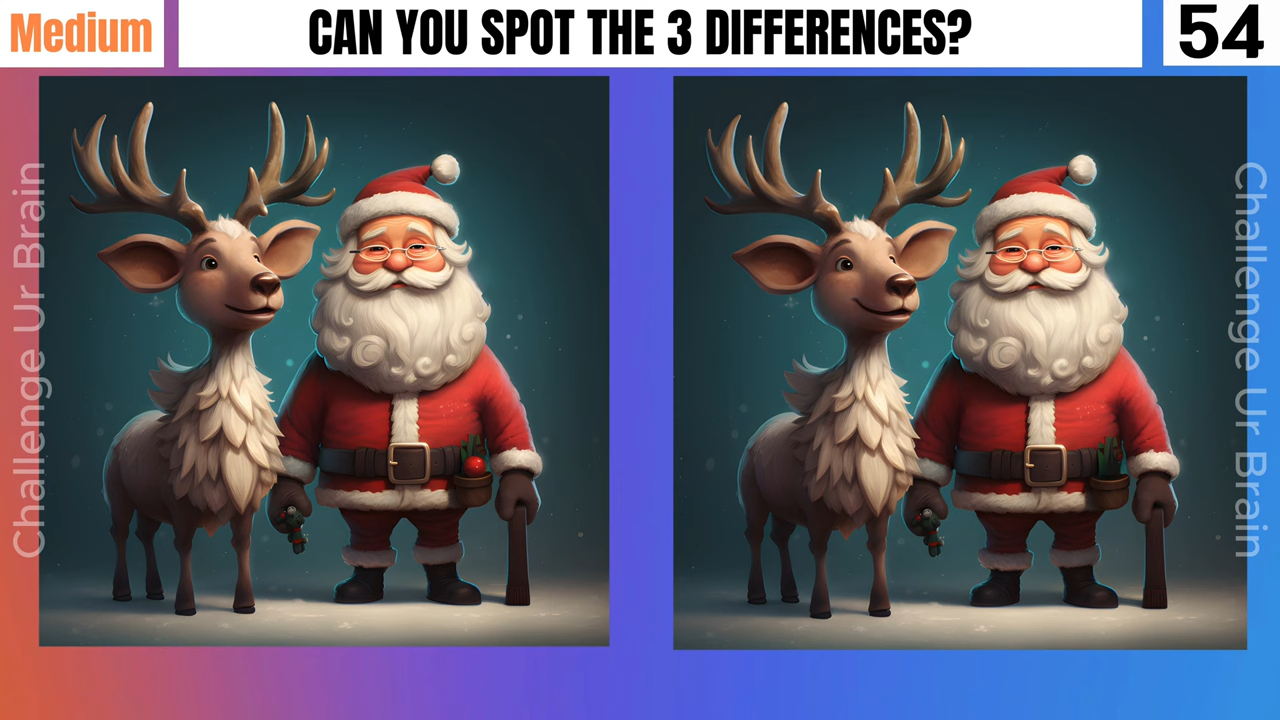 Medium
CAN YOU SPOT THE 3 DIFFERENCES?
54
Challenge Ur Brain
Challenge Ur Brain